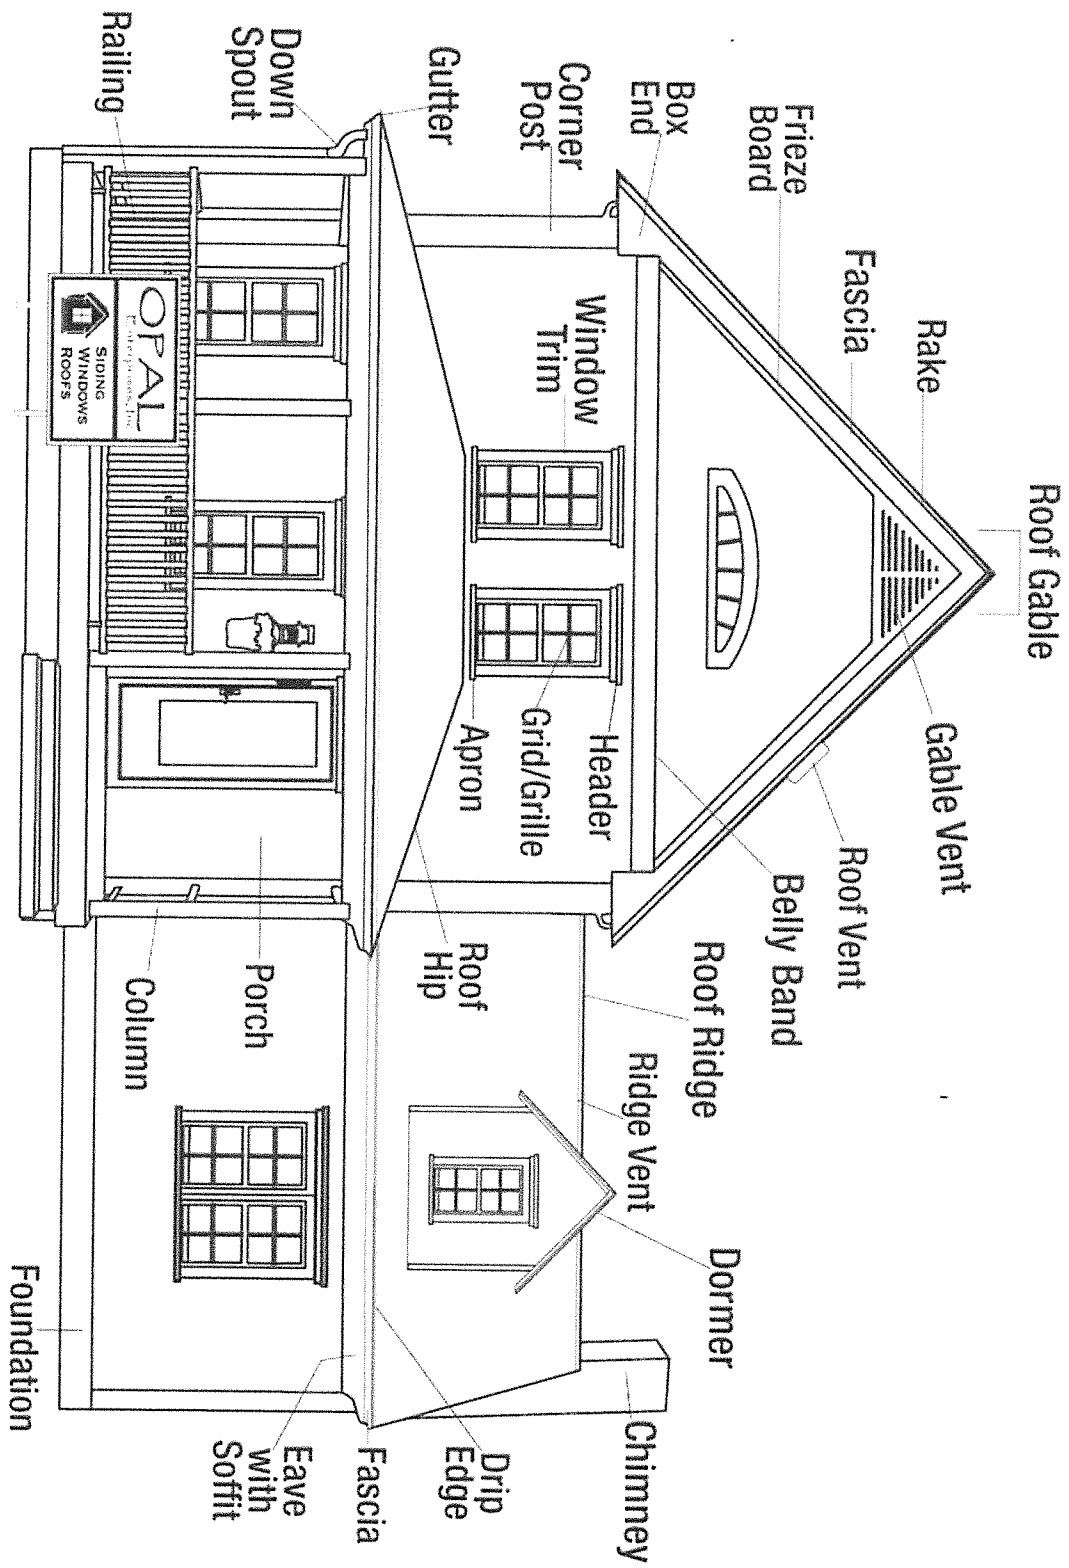 Roof Gable
Rake
Fascia
Frieze
Board
Box
End
Corner
Post
Gutter
Down
Spout
Railing
Gable Vent
Roof Vent
Belly Band
Window
Trim
Header
Grid/Grille
Apron
Roof Ridge
Ridge Vent
Dormer
Chimney
Roof
Hip
Porch
Column
Drip
Edge
Fascia
Eave
with
Soffit
Foundation
OPAL
Enterprises, Inc.
SIDING
WINDOWS
ROOFS